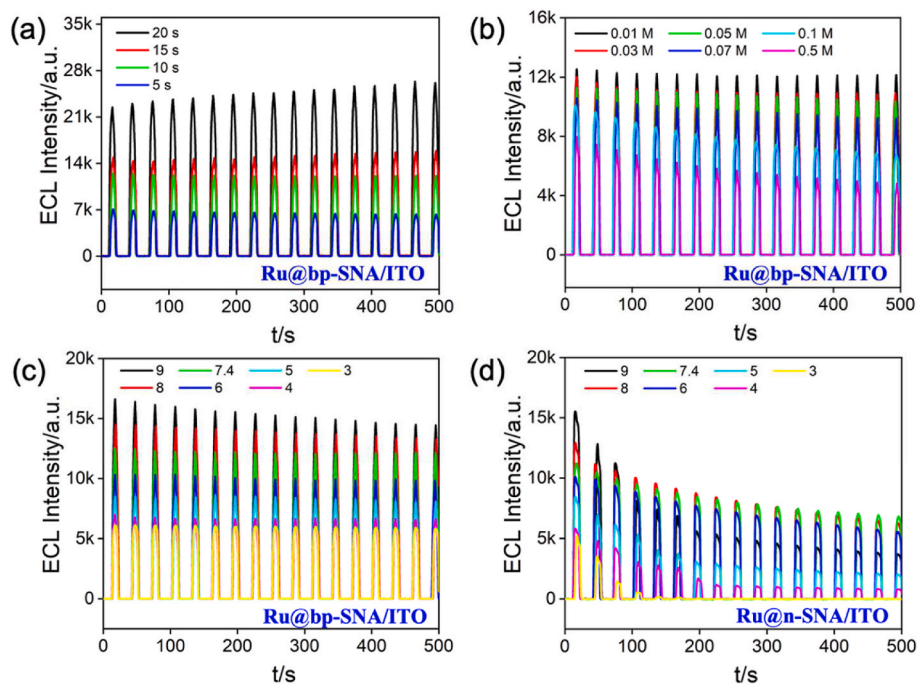 (a)
20 s
15 s
10 s
5 s
35k
28k
21k
14k
7k
0
ECL Intensity/a.u.
Ru@bp-SNA/ITO
0 100 200 300 400 500
t/s
(b)
0.01 M 0.05 M 0.1 M
0.03 M 0.07 M 0.5 M
16k
12k
8k
4k
0
ECL Intensity/a.u.
Ru@bp-SNA/ITO
0 100 200 300 400 500
t/s
(c)
9 7.4 5 3
8 6 4
20k
15k
10k
5k
0
ECL Intensity/a.u.
Ru@bp-SNA/ITO
0 100 200 300 400 500
t/s
(d)
9 7.4 5 3
8 6 4
20k
15k
10k
5k
0
ECL Intensity/a.u.
Ru@n-SNA/ITO
0 100 200 300 400 500
t/s